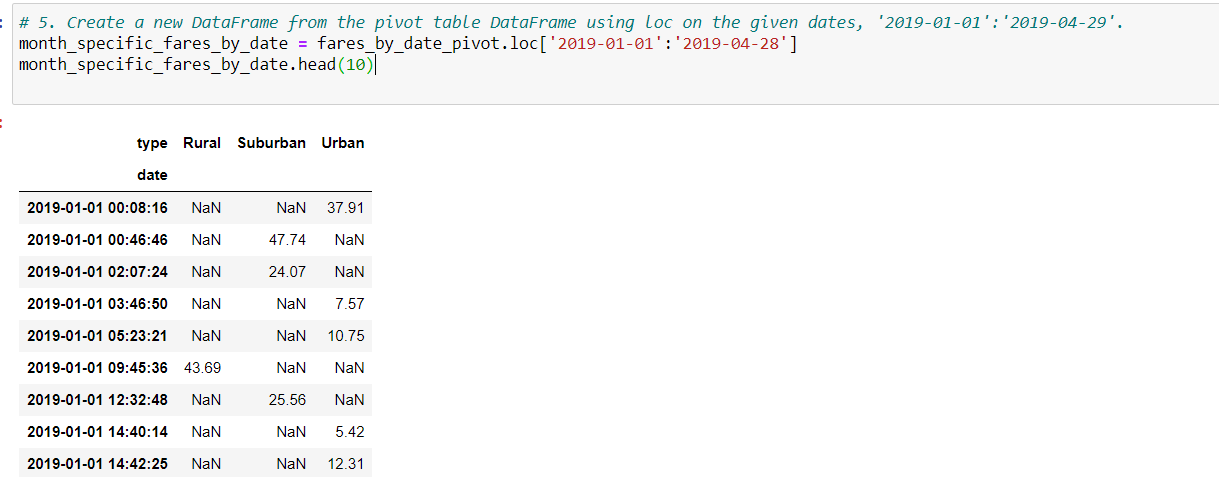 # 5. Create a new DataFrame from the pivot table DataFrame using loc on the given dates, '2019-01-01':'2019-04-29'.
month_specific_fares_by_date = fares_by_date_pivot.loc['2019-01-01':'2019-04-28']
month_specific_fares_by_date.head(10)
type Rural Suburban Urban
date
2019-01-01 00:08:16 NaN NaN 37.91
2019-01-01 00:46:46 NaN 47.74 NaN
2019-01-01 02:07:24 NaN 24.07 NaN
2019-01-01 03:46:50 NaN NaN 7.57
2019-01-01 05:23:21 NaN NaN 10.75
2019-01-01 09:45:36 43.69 NaN NaN
2019-01-01 12:32:48 NaN 25.56 NaN
2019-01-01 14:40:14 NaN NaN 5.42
2019-01-01 14:42:25 NaN NaN 12.31